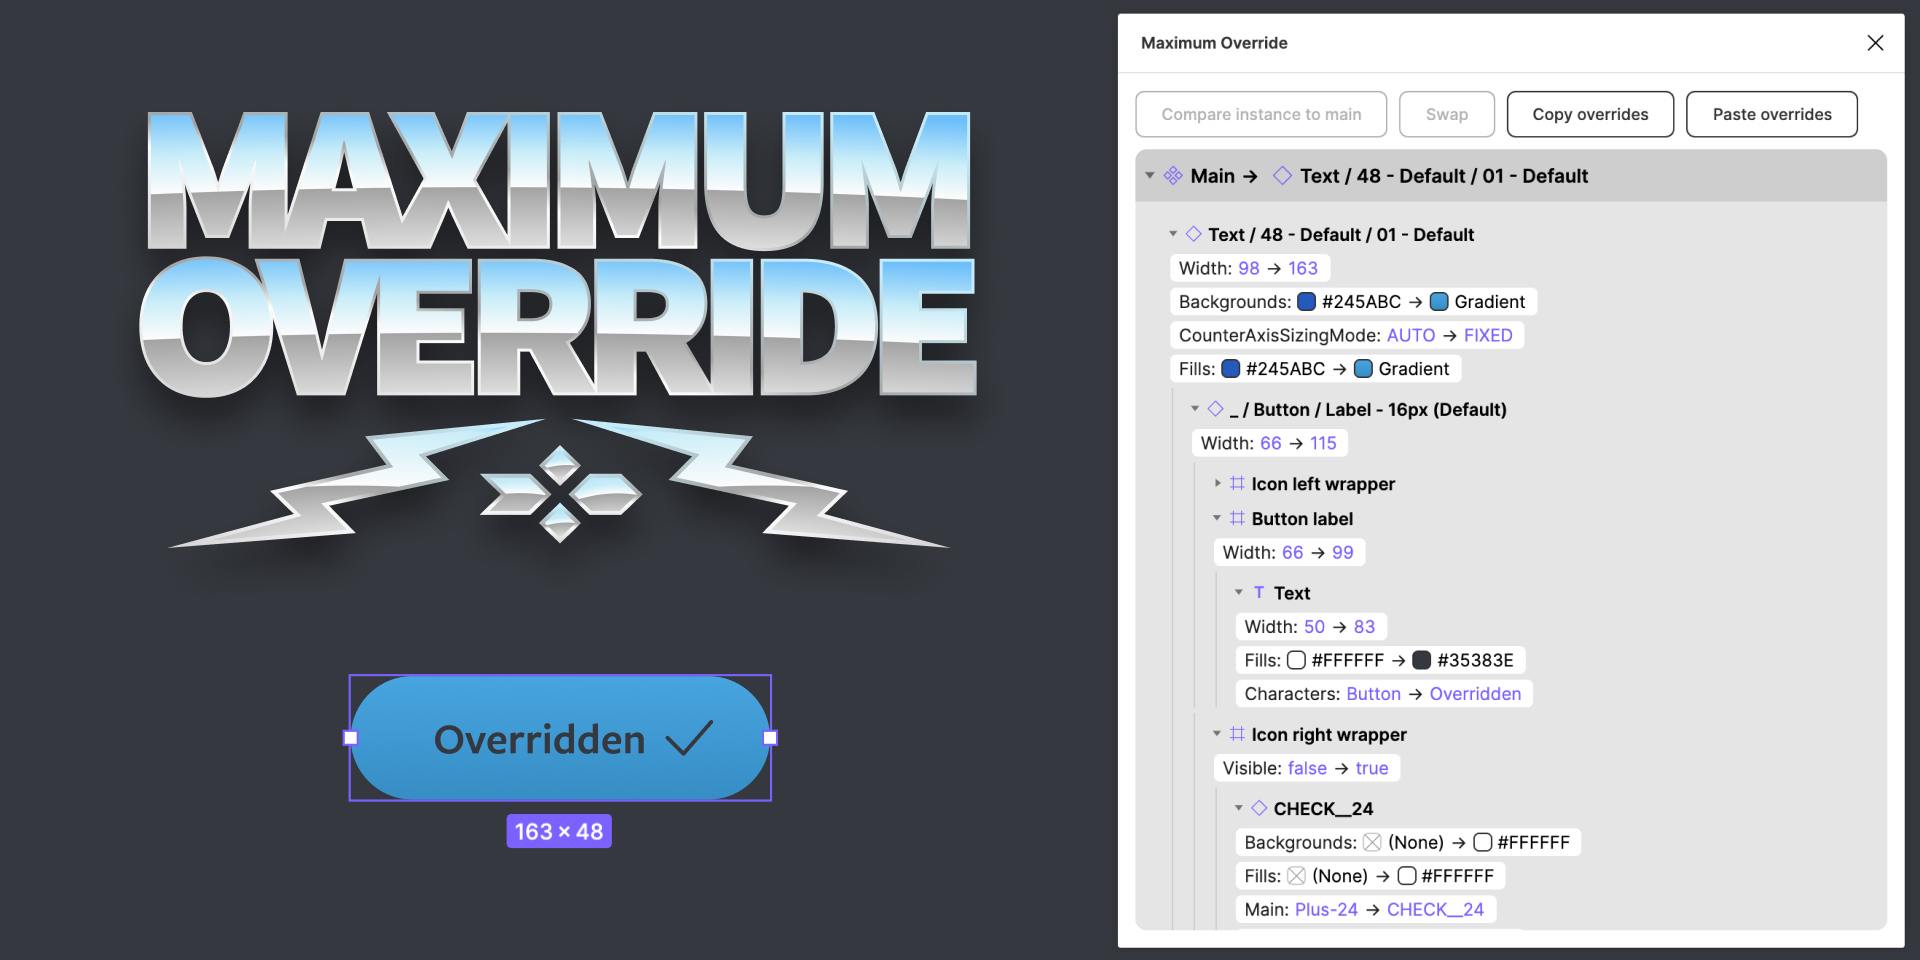 MAXIMUM
OVERRIDE
Overridden
163 × 48
Maximum Override
Compare instance to main
Swap
Copy overrides
Paste overrides
Main → Text / 48 - Default / 01 - Default
Text / 48 - Default / 01 - Default
Width: 98 → 163
Backgrounds: #245ABC → Gradient
CounterAxisSizingMode: AUTO → FIXED
Fills: #245ABC → Gradient
_ / Button / Label - 16px (Default)
Width: 66 → 115
Icon left wrapper
Button label
Width: 66 → 99
T Text
Width: 50 → 83
Fills: #FFFFFF → #35383E
Characters: Button → Overridden
Icon right wrapper
Visible: false → true
CHECK__24
Backgrounds: (None) → #FFFFFF
Fills: (None) → #FFFFFF
Main: Plus-24 → CHECK__24